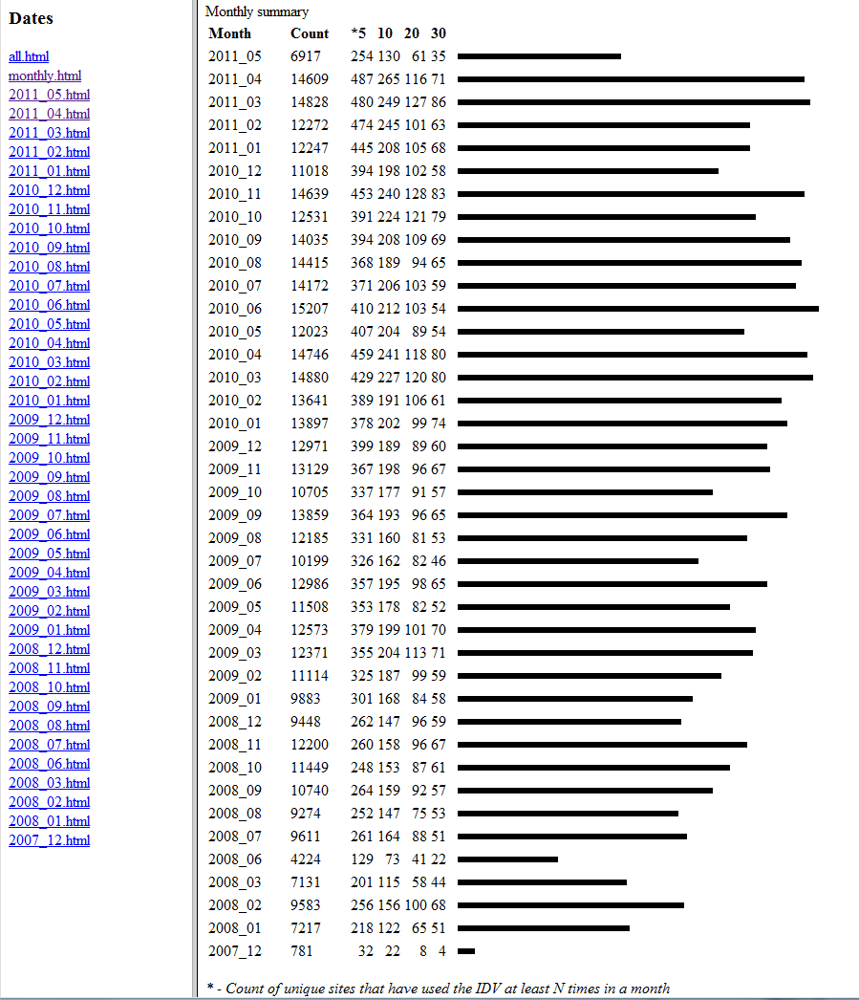 Dates
all.html
monthly.html
2011_05.html
2011_04.html
2011_03.html
2011_02.html
2011_01.html
2010_12.html
2010_11.html
2010_10.html
2010_09.html
2010_08.html
2010_07.html
2010_06.html
2010_05.html
2010_04.html
2010_03.html
2010_02.html
2010_01.html
2009_12.html
2009_11.html
2009_10.html
2009_09.html
2009_08.html
2009_07.html
2009_06.html
2009_05.html
2009_04.html
2009_03.html
2009_02.html
2009_01.html
2008_12.html
2008_11.html
2008_10.html
2008_09.html
2008_08.html
2008_07.html
2008_06.html
2008_03.html
2008_02.html
2008_01.html
2007_12.html
Monthly summary
Month Count *5 10 20 30
2011_05 6917 254 130 61 35
2011_04 14609 487 265 116 71
2011_03 14828 480 249 127 86
2011_02 12272 474 245 101 63
2011_01 12247 445 208 105 68
2010_12 11018 394 198 102 58
2010_11 14639 453 240 128 83
2010_10 12531 391 224 121 79
2010_09 14035 394 208 109 69
2010_08 14415 368 189 94 65
2010_07 14172 371 206 103 59
2010_06 15207 410 212 103 54
2010_05 12023 407 204 89 54
2010_04 14746 459 241 118 80
2010_03 14880 429 227 120 80
2010_02 13641 389 191 106 61
2010_01 13897 378 202 99 74
2009_12 12971 399 189 89 60
2009_11 13129 367 198 96 67
2009_10 10705 337 177 91 57
2009_09 13859 364 193 96 65
2009_08 12185 331 160 81 53
2009_07 10199 326 162 82 46
2009_06 12986 357 195 98 65
2009_05 11508 353 178 82 52
2009_04 12573 379 199 101 70
2009_03 12371 355 204 113 71
2009_02 11114 325 187 99 59
2009_01 9883 301 168 84 58
2008_12 9448 262 147 96 59
2008_11 12200 260 158 96 67
2008_10 11449 248 153 87 61
2008_09 10740 264 159 92 57
2008_08 9274 252 147 75 53
2008_07 9611 261 164 88 51
2008_06 4224 129 73 41 22
2008_03 7131 201 115 58 44
2008_02 9583 256 156 100 68
2008_01 7217 218 122 65 51
2007_12 781 32 22 8 4
* - Count of unique sites that have used the IDV at least N times in a month